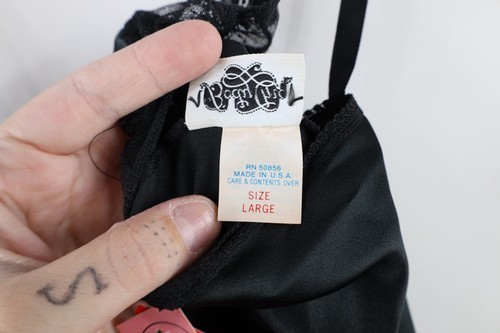 RN 50856
MADE IN U.S.A.
CARE & CONTENTS OVER
SIZE
LARGE